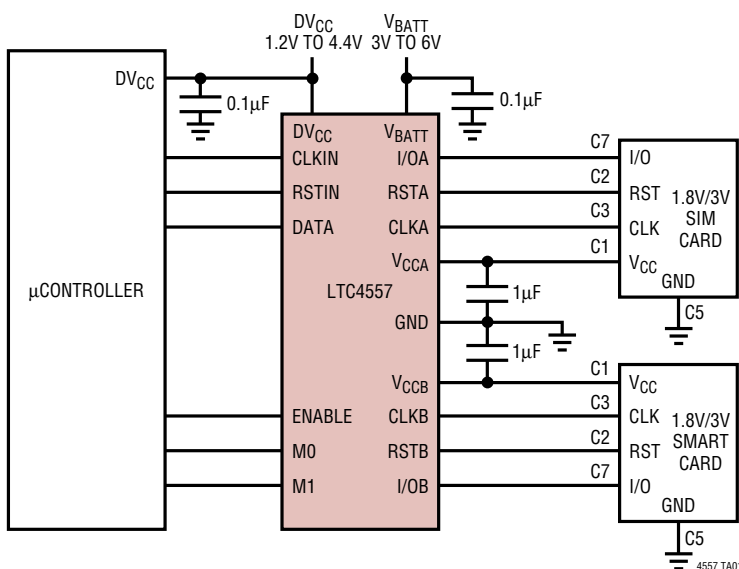 DVCC
1.2V TO 4.4V
VBATT
3V TO 6V
DVCC
0.1µF
0.1µF
DVCC
VBATT
CLKIN
I/OA
C7
I/O
RSTIN
RSTA
C2
RST
1.8V/3V
SIM
CARD
DATA
CLKA
C3
CLK
VCCA
C1
VCC
GND
C5
µCONTROLLER
LTC4557
1µF
GND
1µF
VCCB
C1
VCC
ENABLE
CLKB
C3
CLK
1.8V/3V
SMART
CARD
M0
RSTB
C2
RST
M1
I/OB
C7
I/O
GND
C5